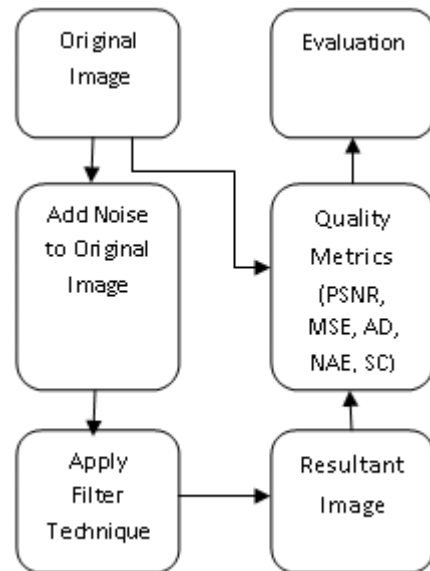 Original
Image
Evaluation
Add Noise
to Original
Image
Quality
Metrics
(PSNR,
MSE, AD,
NAE, SC)
Apply
Filter
Technique
Resultant
Image